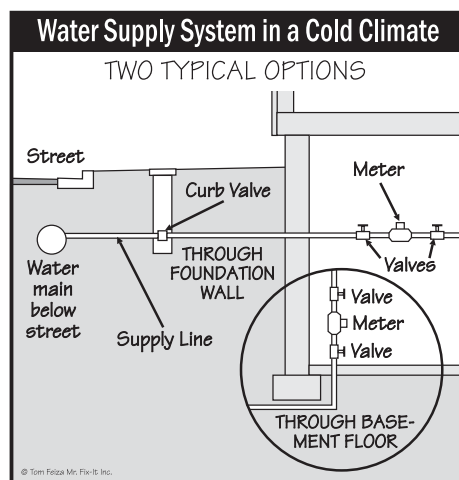 Water Supply System in a Cold Climate
TWO TYPICAL OPTIONS
Street
Meter
Curb Valve
THROUGH
FOUNDATION
WALL
Valves
Water
main
below
street
Supply Line
Valve
Meter
Valve
THROUGH BASE-
MENT FLOOR
© Tom Feiza Mr. Fix-It Inc.